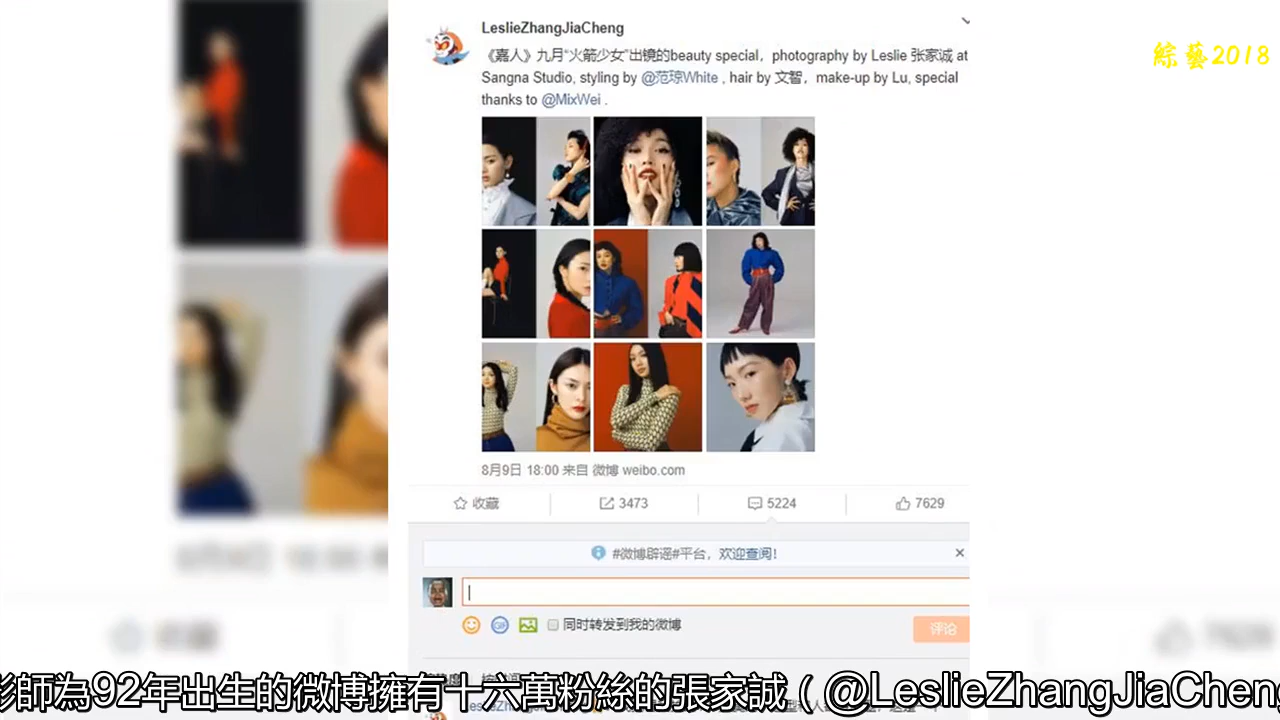 LeslieZhangJiaCheng
綜藝2018
《嘉人》九月“火箭少女”出镜的beauty special，photography by Leslie 张家诚 at
Sangna Studio, styling by @范琼White , hair by 文智，make-up by Lu, special
thanks to @MixWei .
8月9日 18:00 来自 微博 weibo.com
收藏
3473
5224
7629
#微博辟谣#平台，欢迎查阅！
同时转发到我的微博
评论
影師為92年出生的微博擁有十六萬粉絲的張家誠（@LeslieZhangJiaCheng